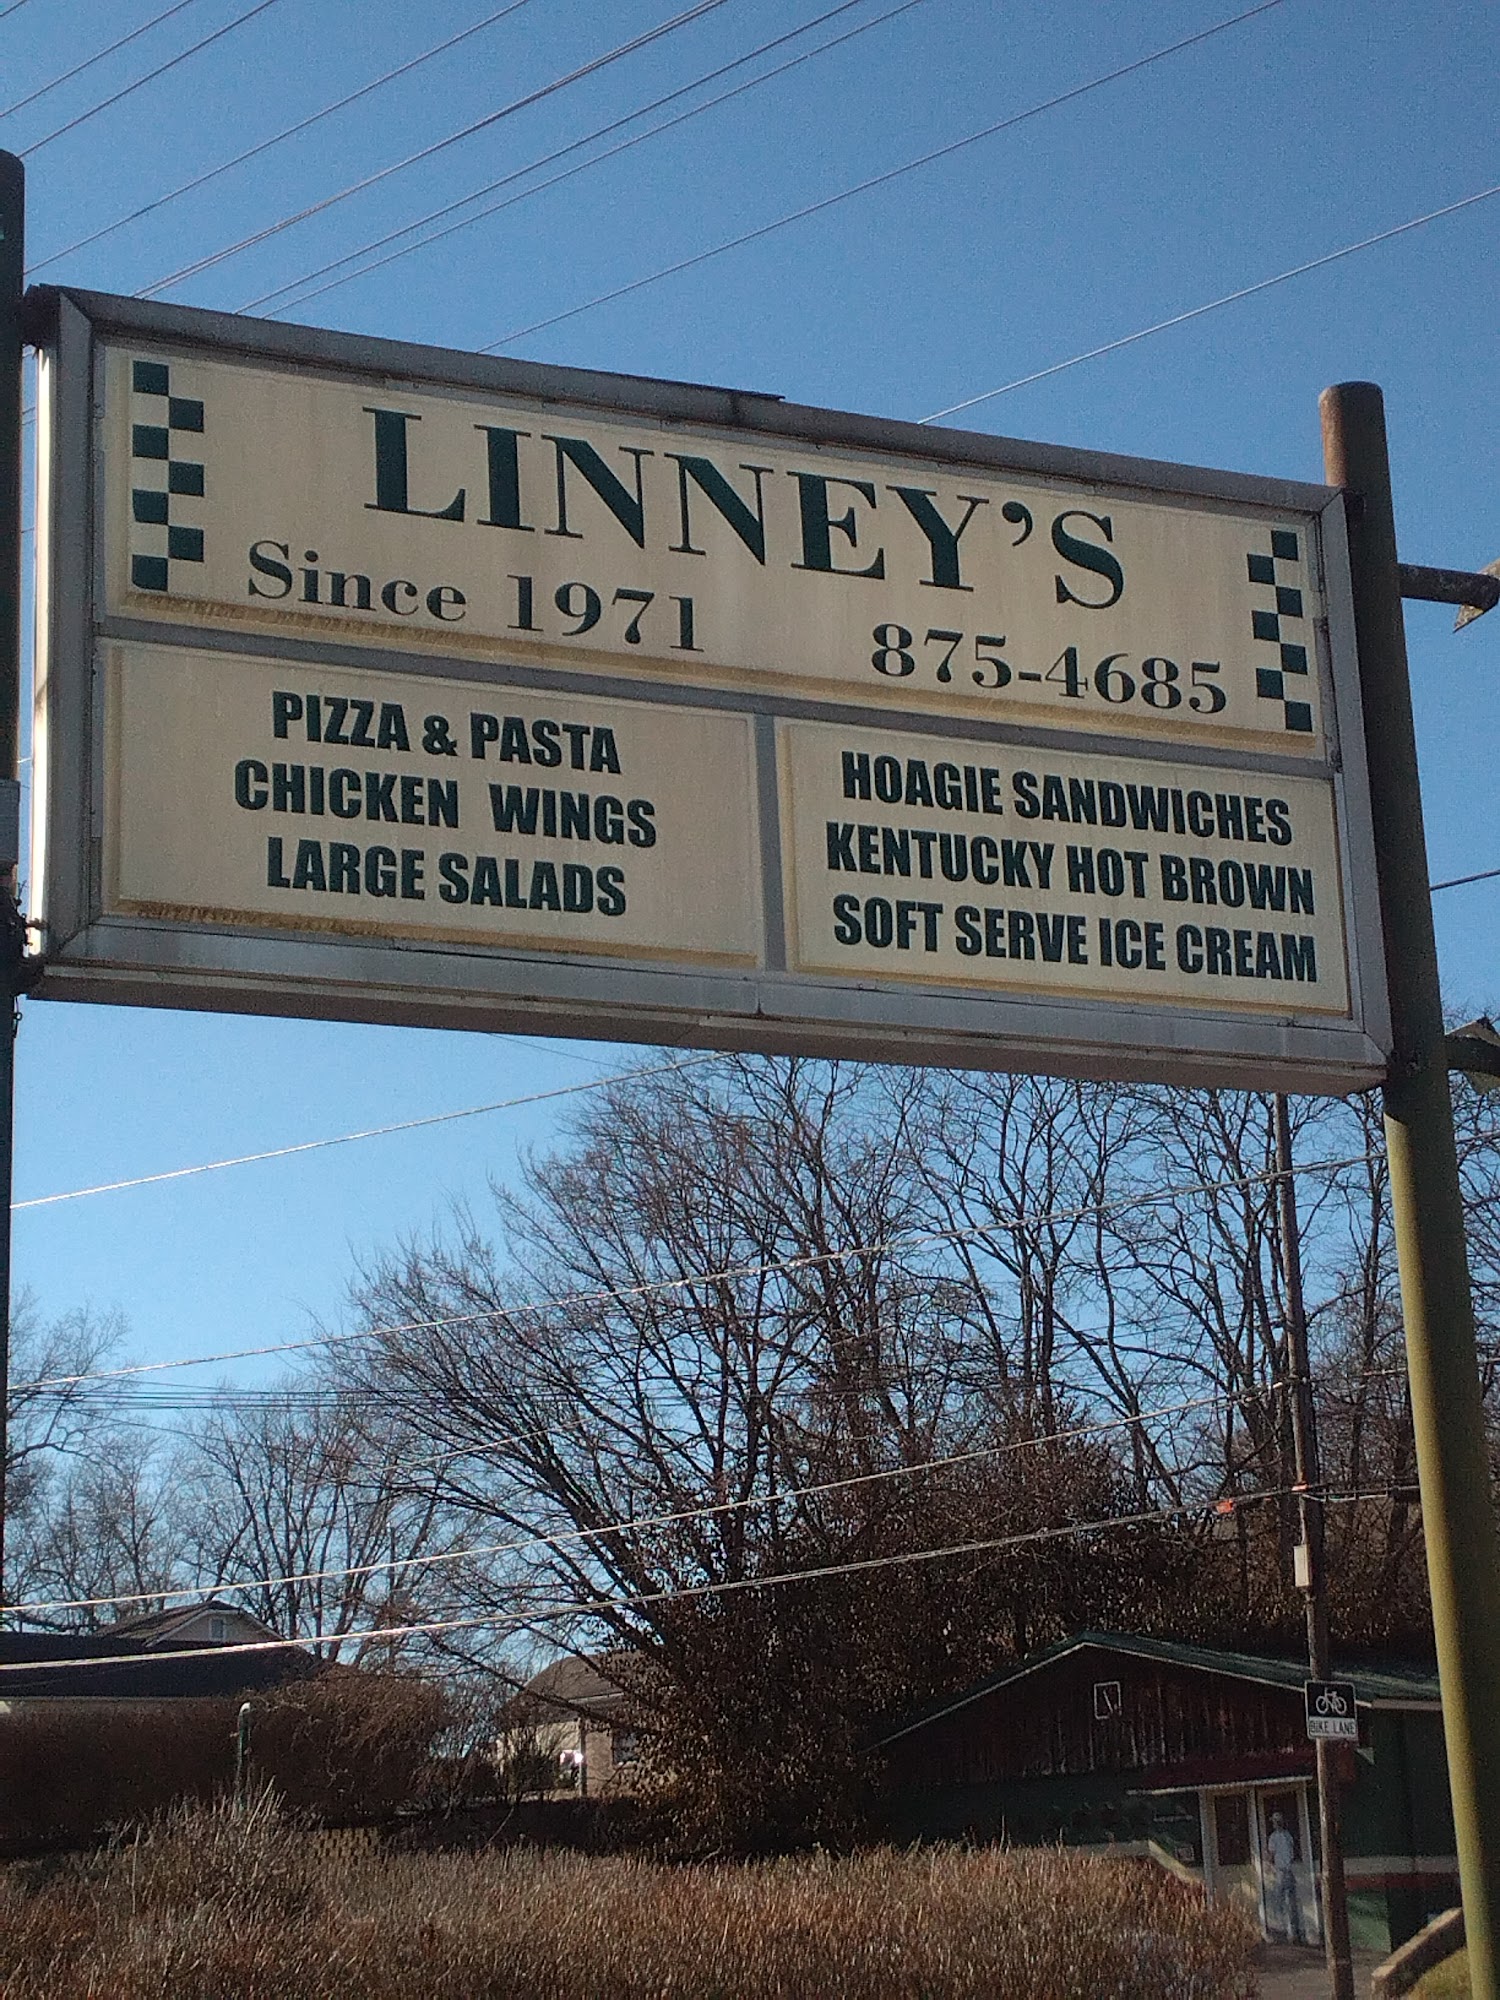 LINNEY'S
Since 1971
875-4685
PIZZA & PASTA
CHICKEN WINGS
LARGE SALADS
HOAGIE SANDWICHES
KENTUCKY HOT BROWN
SOFT SERVE ICE CREAM
BIKE LANE